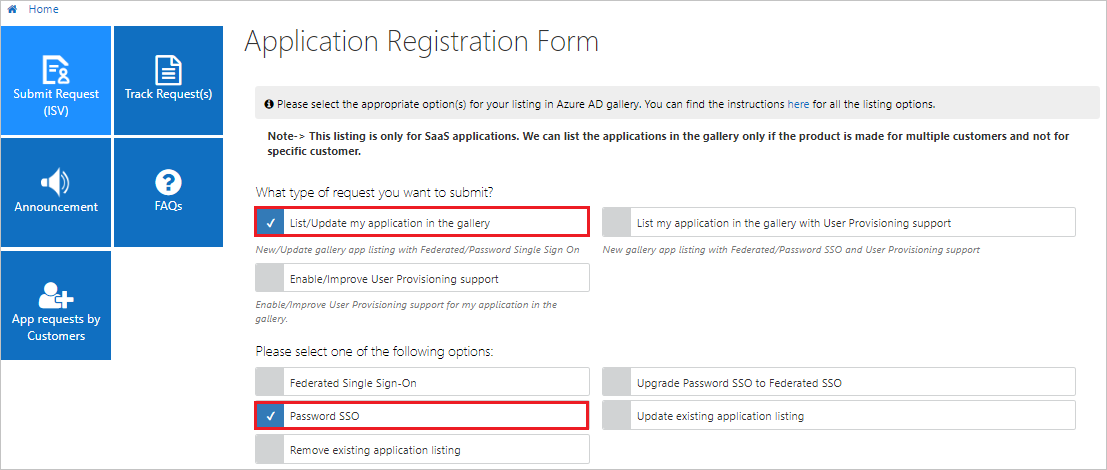 Home
Submit Request
(ISV)
Track Request(s)
Announcement
FAQs
App requests by
Customers
Application Registration Form
Please select the appropriate option(s) for your listing in Azure AD gallery. You can find the instructions here for all the listing options.
Note-> This listing is only for SaaS applications. We can list the applications in the gallery only if the product is made for multiple customers and not for
specific customer.
What type of request you want to submit?
List/Update my application in the gallery
List my application in the gallery with User Provisioning support
New/Update gallery app listing with Federated/Password Single Sign On
New gallery app listing with Federated/Password SSO and User Provisioning support
Enable/Improve User Provisioning support
Enable/Improve User Provisioning support for my application in the
gallery.
Please select one of the following options:
Federated Single Sign-On
Upgrade Password SSO to Federated SSO
Password SSO
Update existing application listing
Remove existing application listing